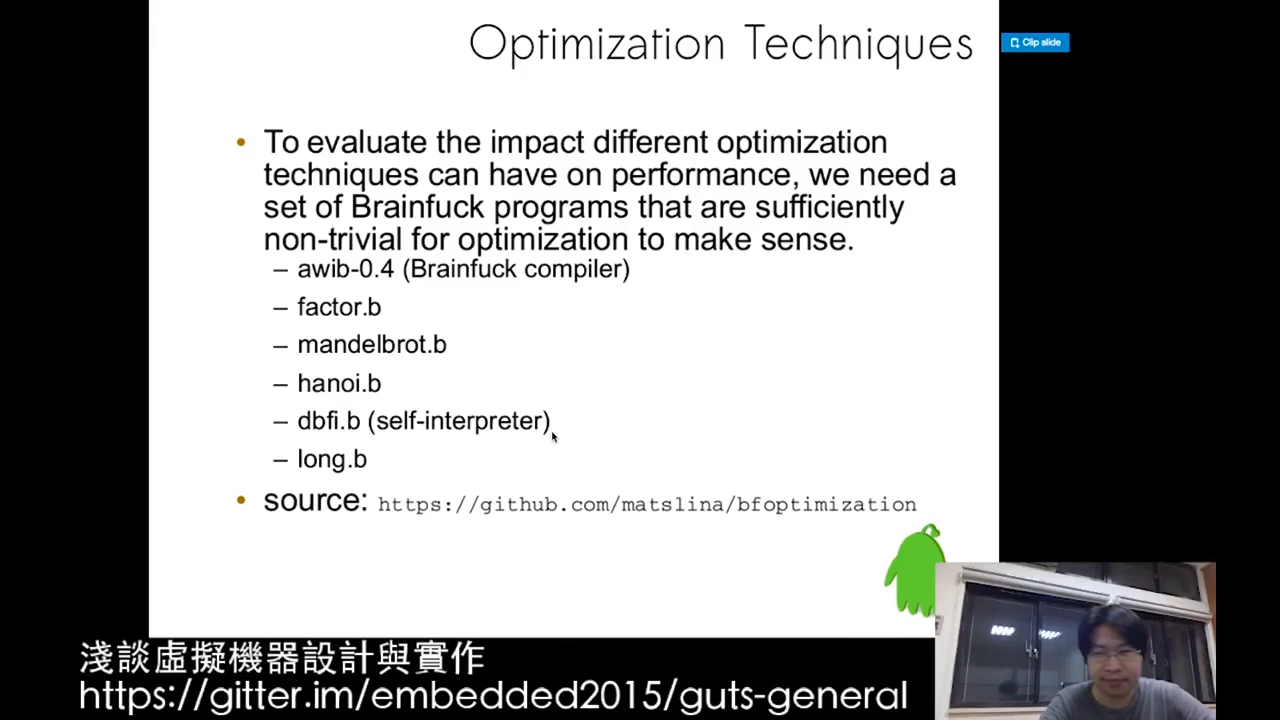 Optimization Techniques
Clip slide
• To evaluate the impact different optimization
techniques can have on performance, we need a
set of Brainfuck programs that are sufficiently
non-trivial for optimization to make sense.
– awib-0.4 (Brainfuck compiler)
– factor.b
– mandelbrot.b
– hanoi.b
– dbfi.b (self-interpreter)
– long.b
• source: https://github.com/matslina/bfoptimization
淺談虛擬機器設計與實作
https://gitter.im/embedded2015/guts-general